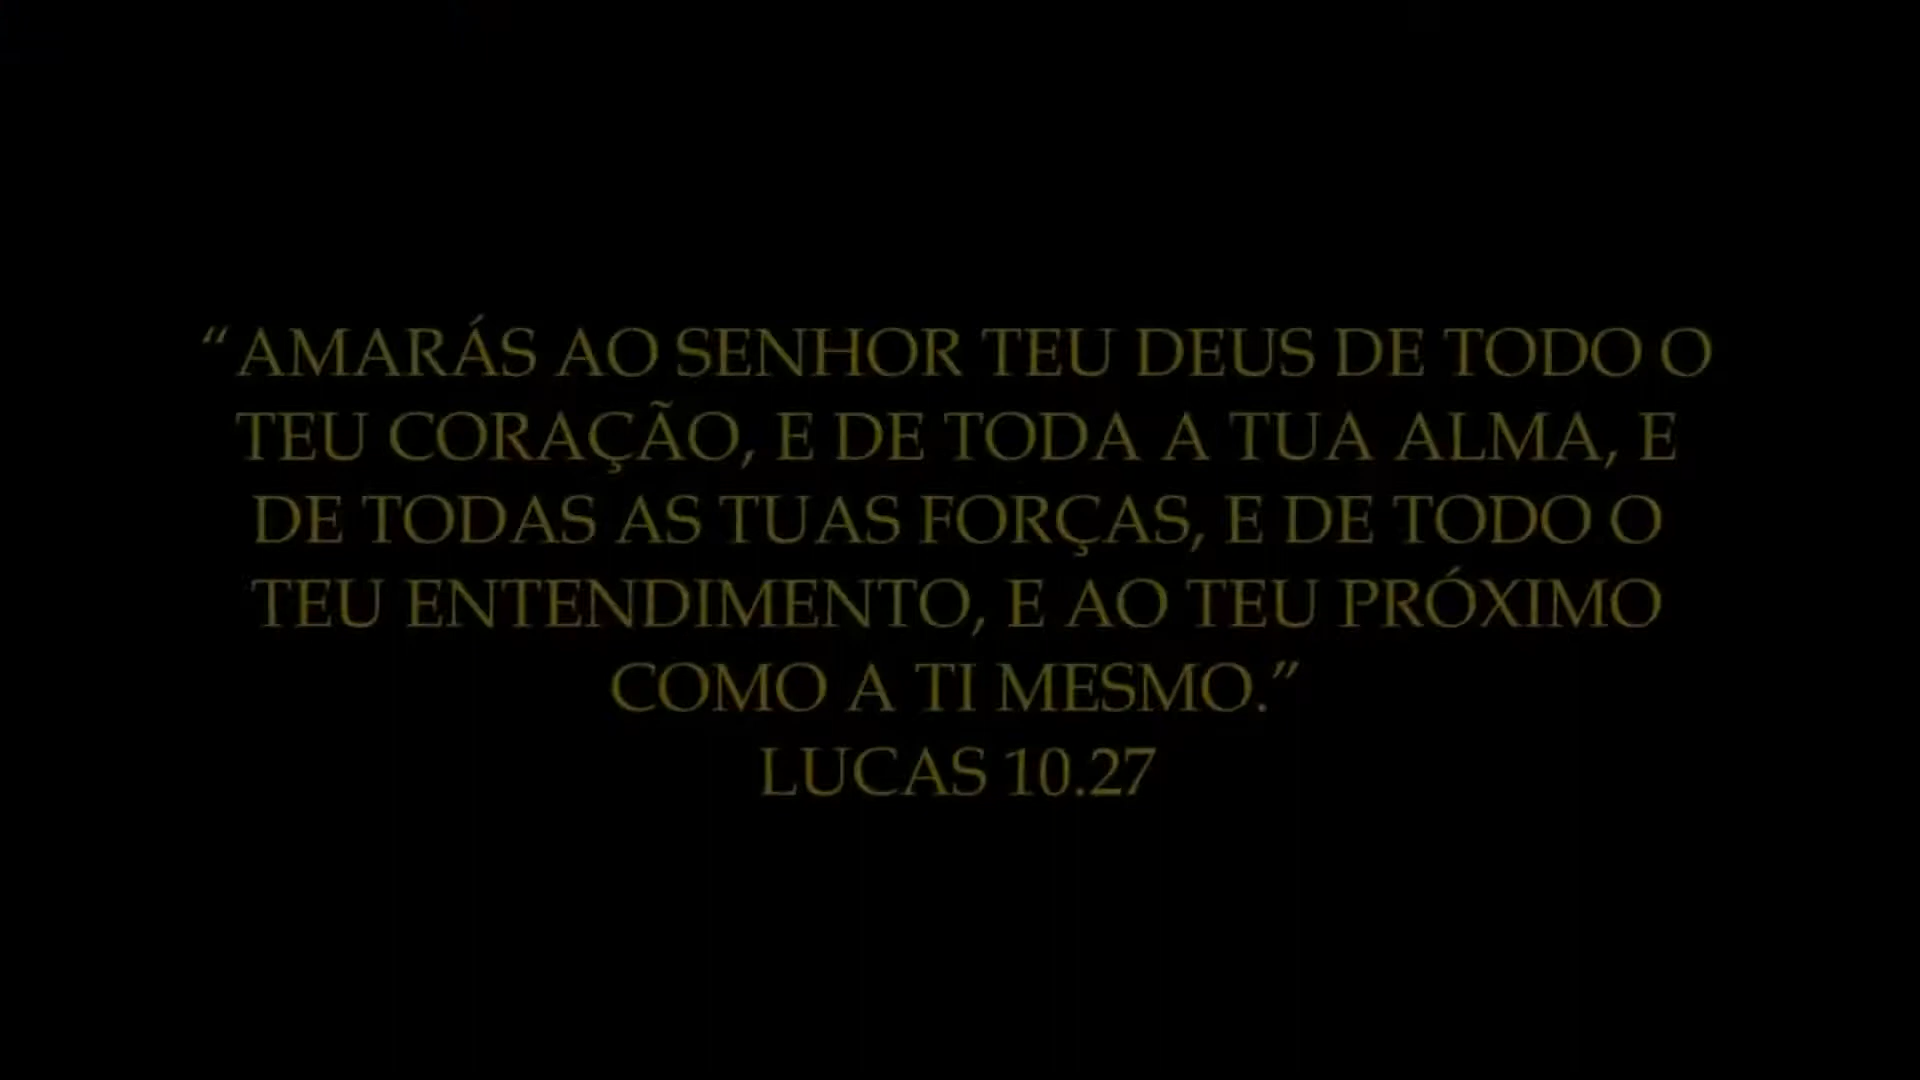 “AMARÁS AO SENHOR TEU DEUS DE TODO O
TEU CORAÇÃO, E DE TODA A TUA ALMA, E
DE TODAS AS TUAS FORÇAS, E DE TODO O
TEU ENTENDIMENTO, E AO TEU PRÓXIMO
COMO A TI MESMO.”
LUCAS 10.27